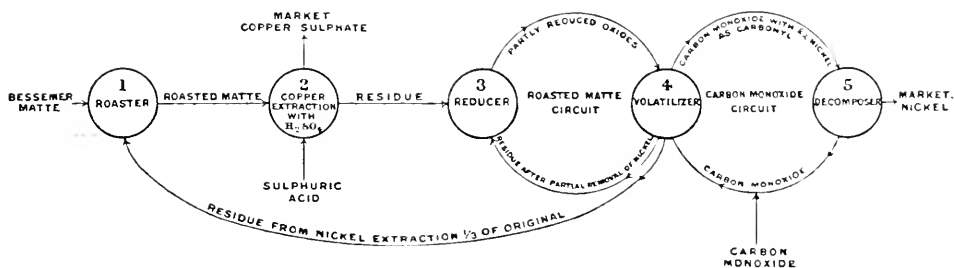 MARKET
COPPER SULPHATE
BESSEMER
MATTE
1
ROASTER
ROASTED MATTE
2
COPPER
EXTRACTION
WITH
H2SO4
SULPHURIC
ACID
RESIDUE
3
REDUCER
PARTLY REDUCED OXIDES
ROASTED MATTE
CIRCUIT
RESIDUE AFTER PARTIAL REMOVAL OF NICKEL
4
VOLATILIZER
CARBON MONOXIDE WITH NICKEL
AS CARBONYL
CARBON MONOXIDE
CIRCUIT
5
DECOMPOSER
MARKET.
NICKEL
CARBON MONOXIDE
CARBON
MONOXIDE
RESIDUE FROM NICKEL EXTRACTION 1/3 OF ORIGINAL